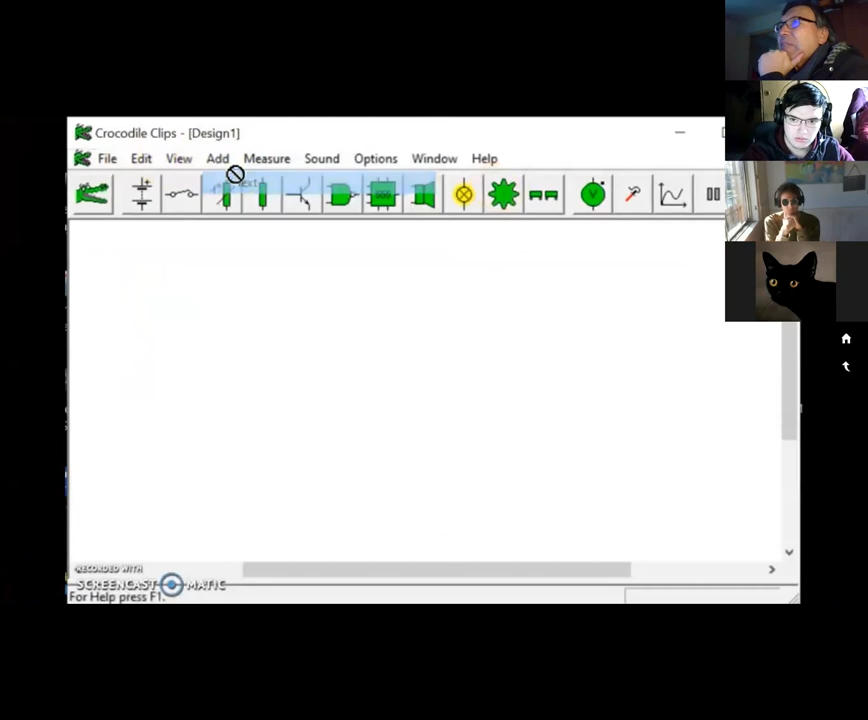 Crocodile Clips - [Design1]
File Edit View Add Measure Sound Options Window Help
Text
RECORDED WITH
SCREENCAST MATIC
For Help press F1.